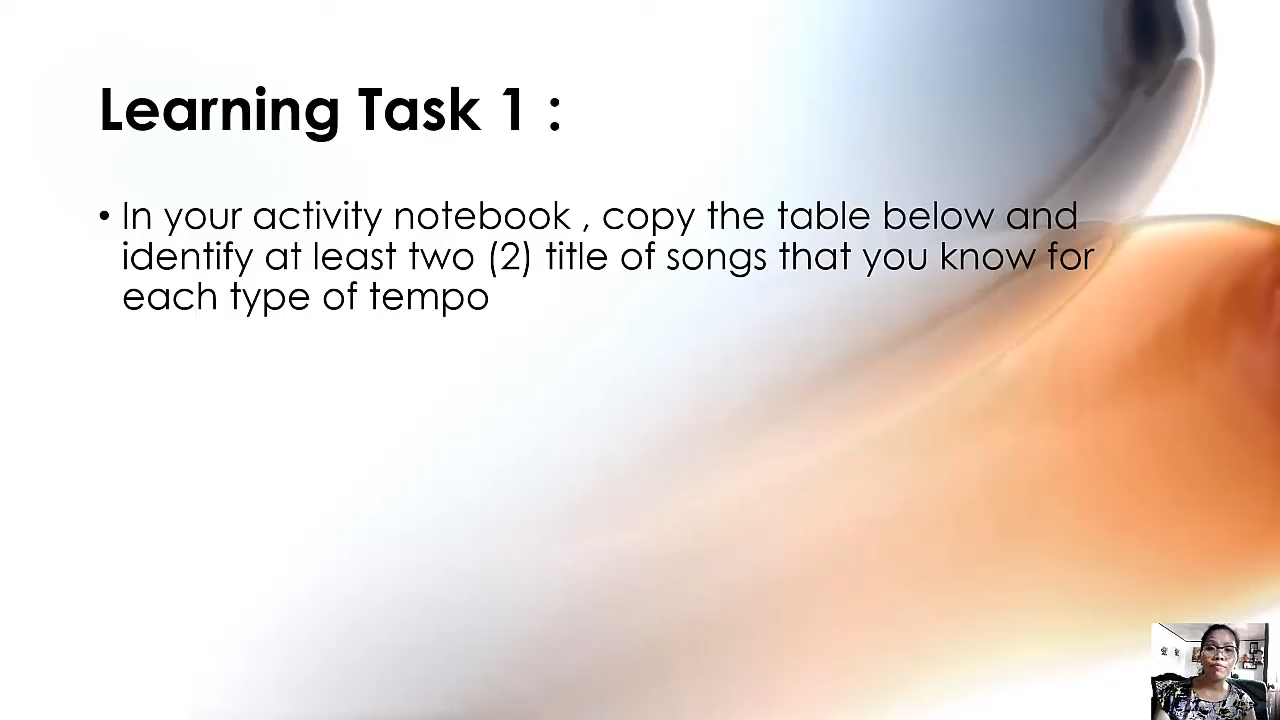 Learning Task 1 :
• In your activity notebook , copy the table below and
identify at least two (2) title of songs that you know for
each type of tempo